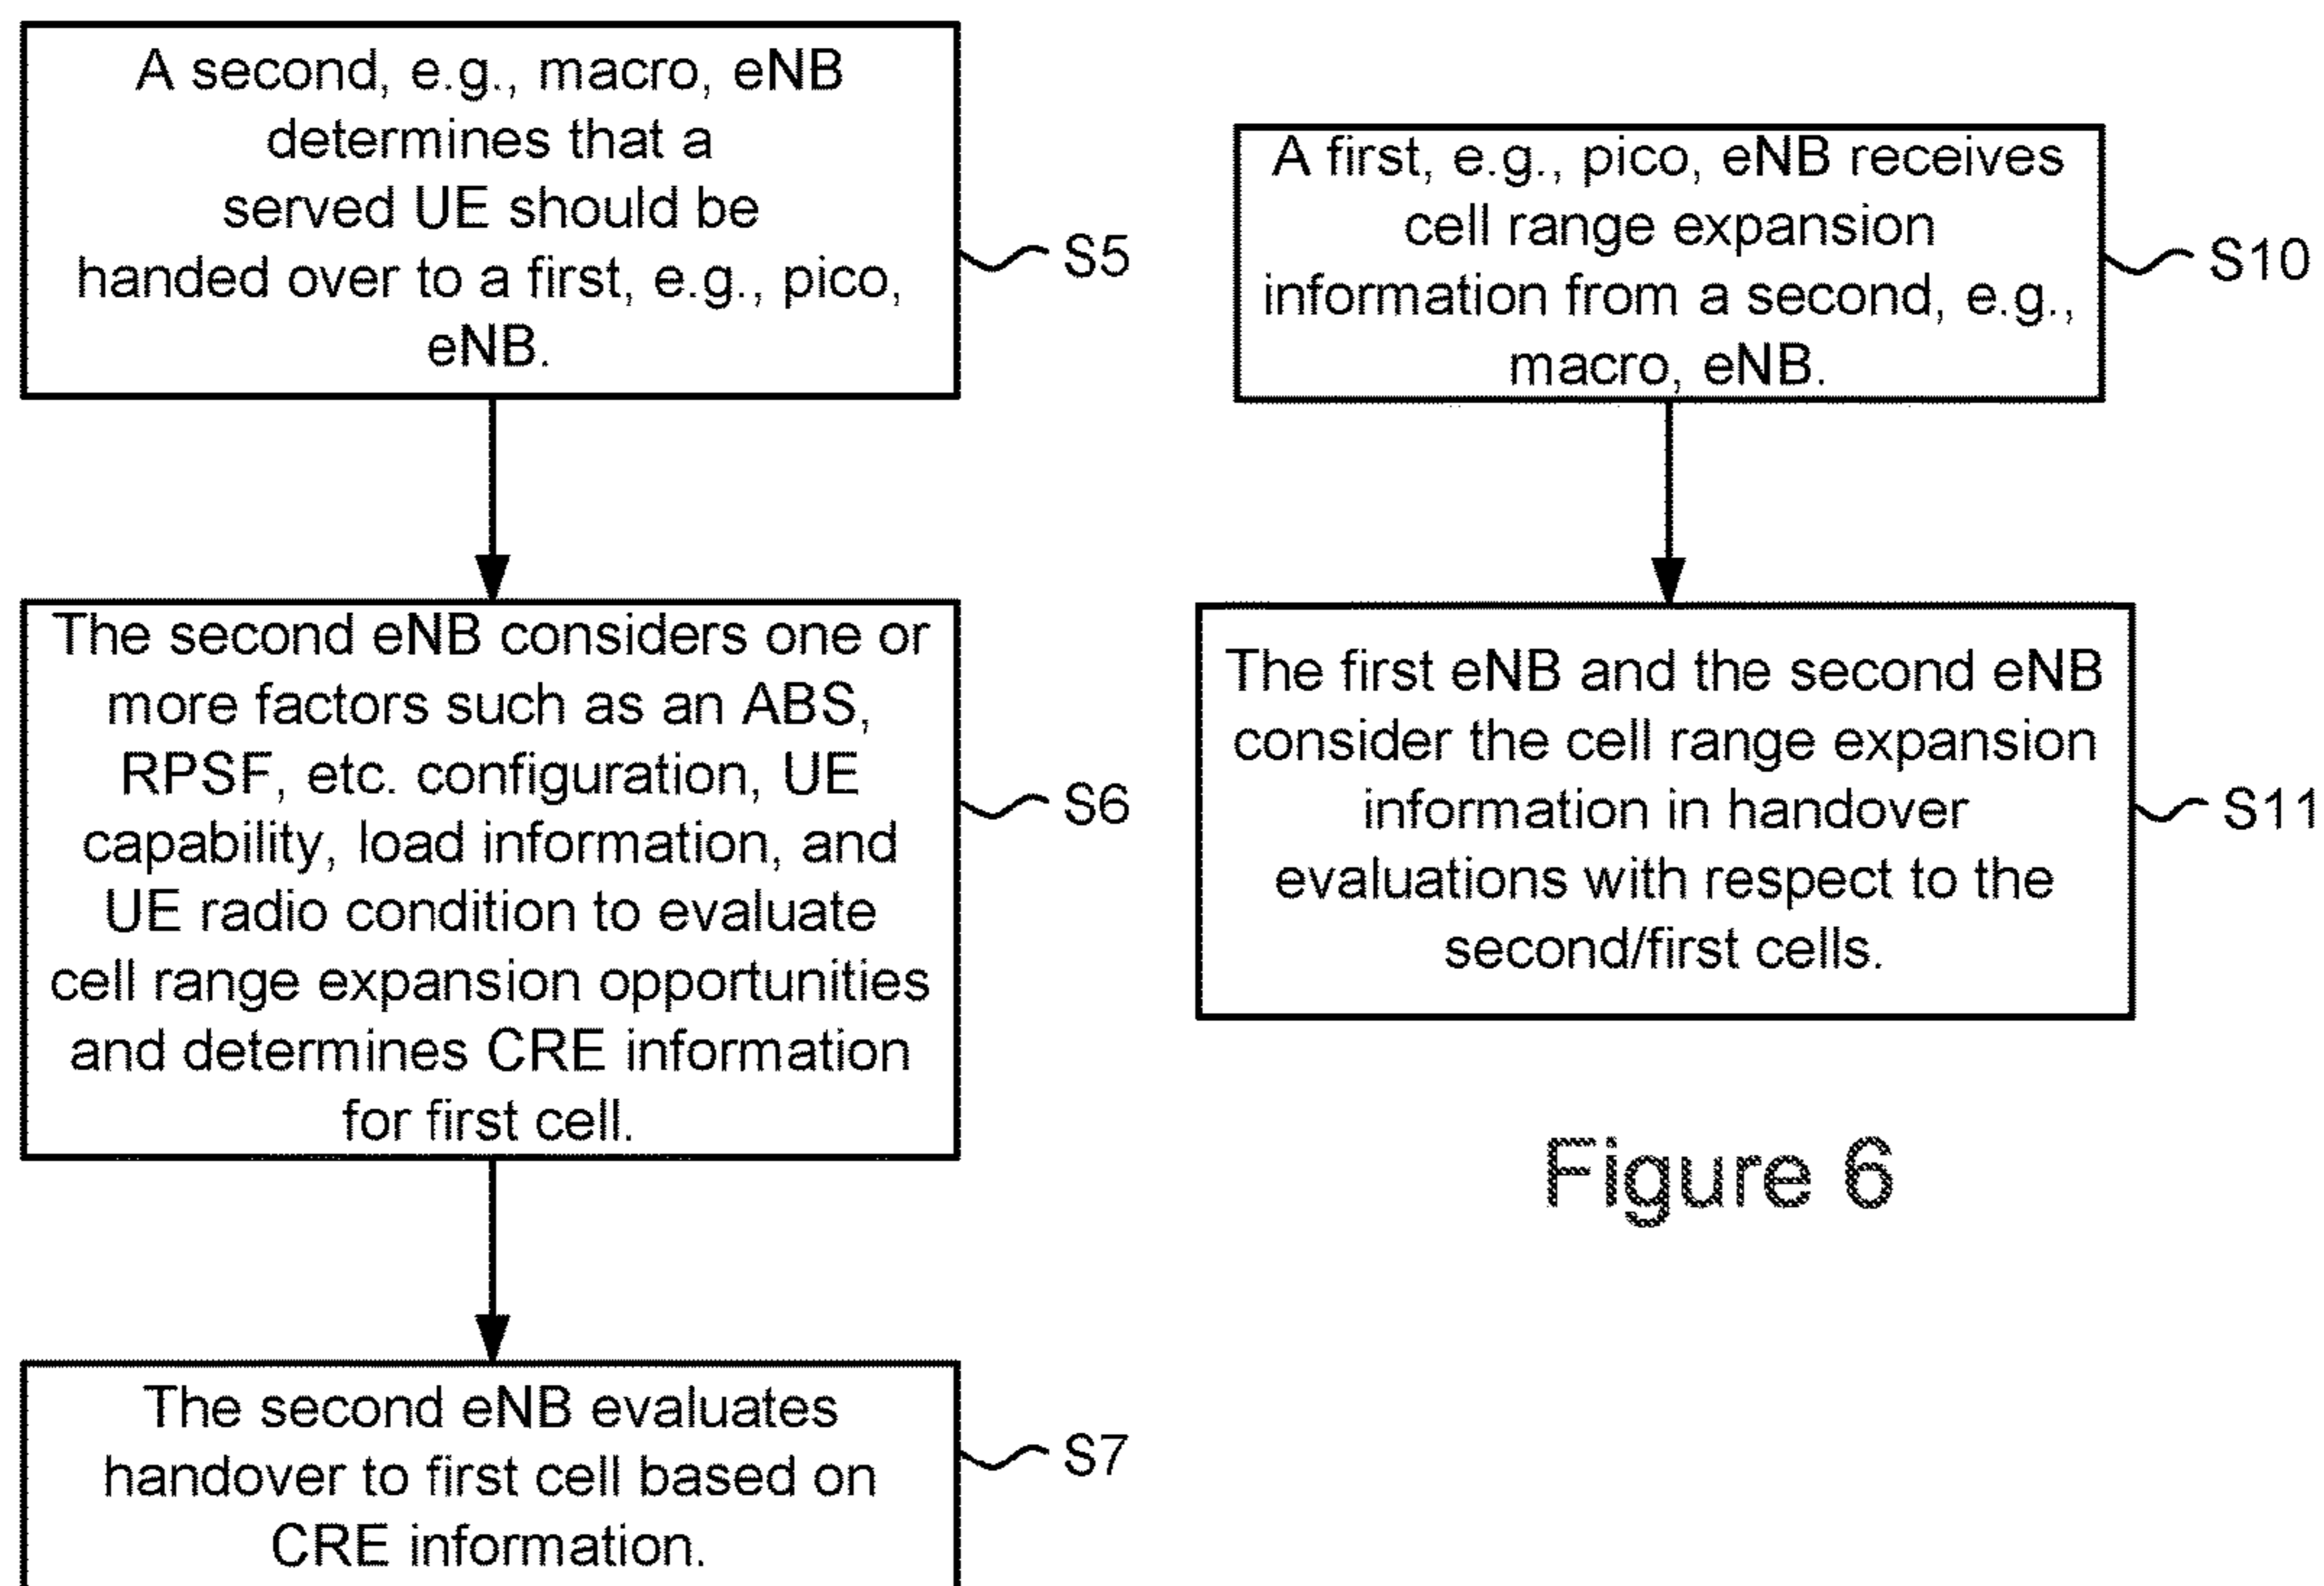 A second, e.g., macro, eNB
determines that a
served UE should be
handed over to a first, e.g., pico,
eNB.
S5
The second eNB considers one or
more factors such as an ABS,
RPSF, etc. configuration, UE
capability, load information, and
UE radio condition to evaluate
cell range expansion opportunities
and determines CRE information
for first cell.
S6
The second eNB evaluates
handover to first cell based on
CRE information.
S7
A first, e.g., pico, eNB receives
cell range expansion
information from a second, e.g.,
macro, eNB.
S10
The first eNB and the second eNB
consider the cell range expansion
information in handover
evaluations with respect to the
second/first cells.
S11
Figure 6